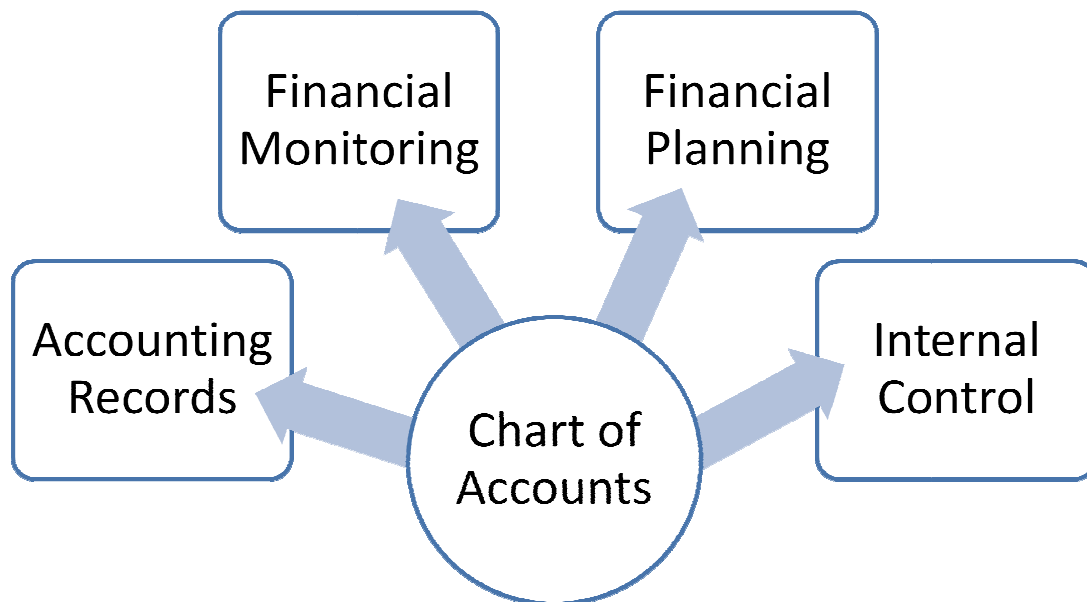 Financial
Monitoring
Financial
Planning
Accounting
Records
Internal
Control
Chart of
Accounts